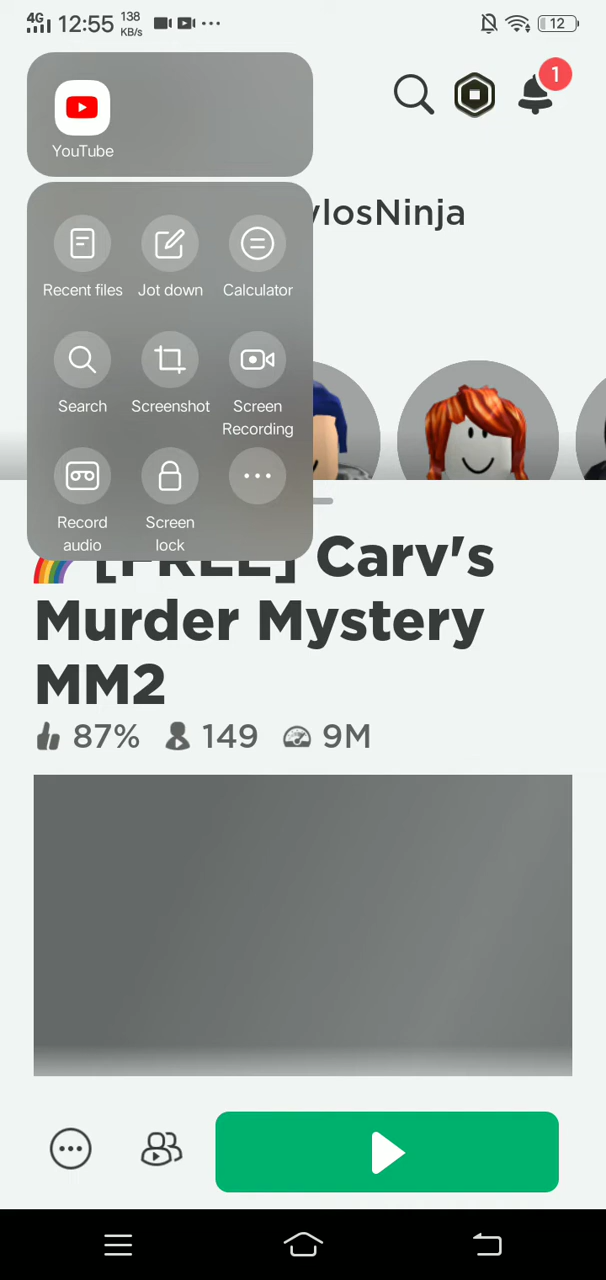 4G 12:55 138 KB/s 12
1
YouTube
losNinja
Recent files Jot down Calculator
Search Screenshot Screen Recording
Record audio Screen lock
[FREE] Carv's
Murder Mystery
MM2
87% 149 9M